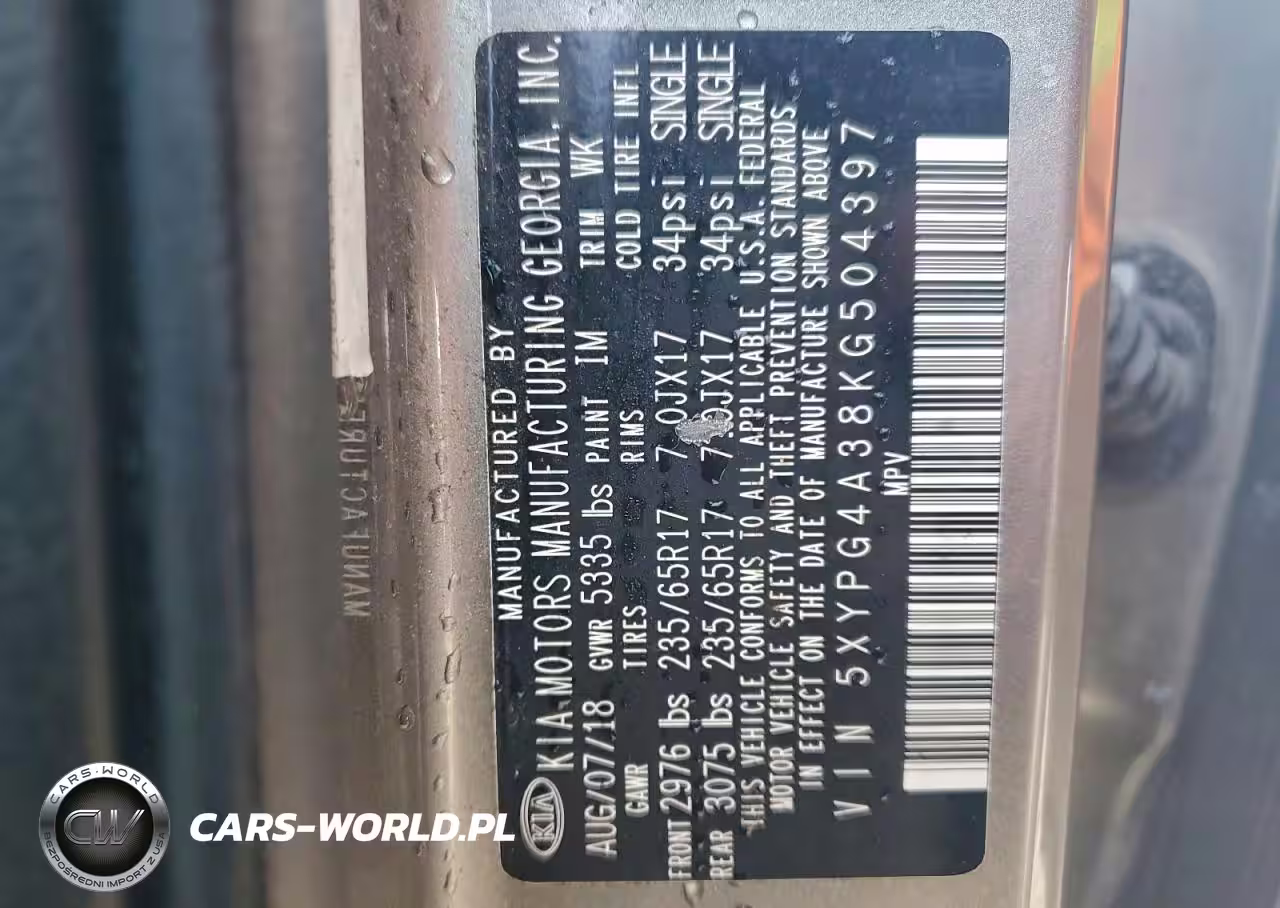 MANUFACTURED BY
KIA MOTORS MANUFACTURING GEORGIA, INC.
KIA
AUG/07/18 GVWR 5335 lbs PAINT IM TRIM WK
GAWR TIRES RIMS COLD TIRE INFL
FRONT 2976 lbs 235/65R17 7.0JX17 34psi SINGLE
REAR 3075 lbs 235/65R17 7.0JX17 34psi SINGLE
THIS VEHICLE CONFORMS TO ALL APPLICABLE U.S.A. FEDERAL
MOTOR VEHICLE SAFETY AND THEFT PREVENTION STANDARDS
IN EFFECT ON THE DATE OF MANUFACTURE SHOWN ABOVE
VIN 5XYPG4A38KG504397
MPV
MANUFACTURE
CARS-WORLD
CW
BEZPOŚREDNI IMPORT Z USA
CARS-WORLD.PL